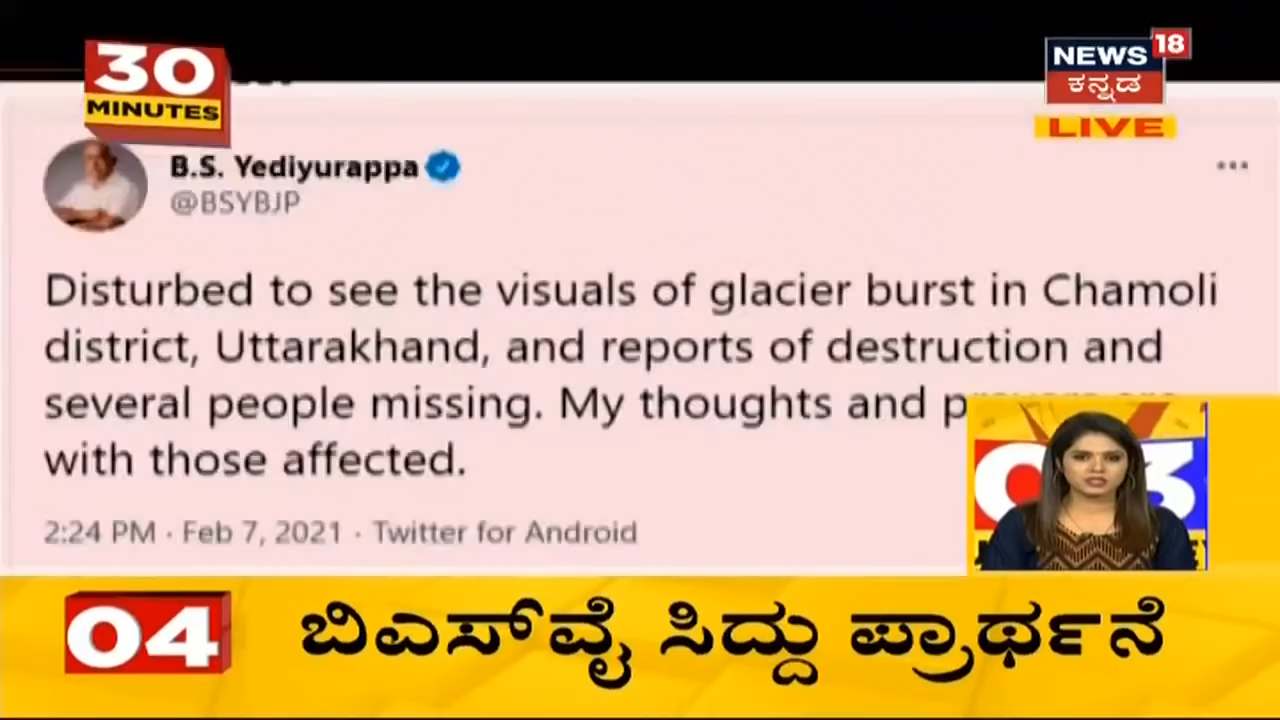 30
MINUTES
NEWS 18
ಕನ್ನಡ
LIVE
B.S. Yediyurappa
@BSYBJP
Disturbed to see the visuals of glacier burst in Chamoli
district, Uttarakhand, and reports of destruction and
several people missing. My thoughts and
with those affected.
2:24 PM · Feb 7, 2021 · Twitter for Android
04
ಬಿಎಸ್‌ವೈ ಸಿದ್ದು ಪ್ರಾರ್ಥನೆ